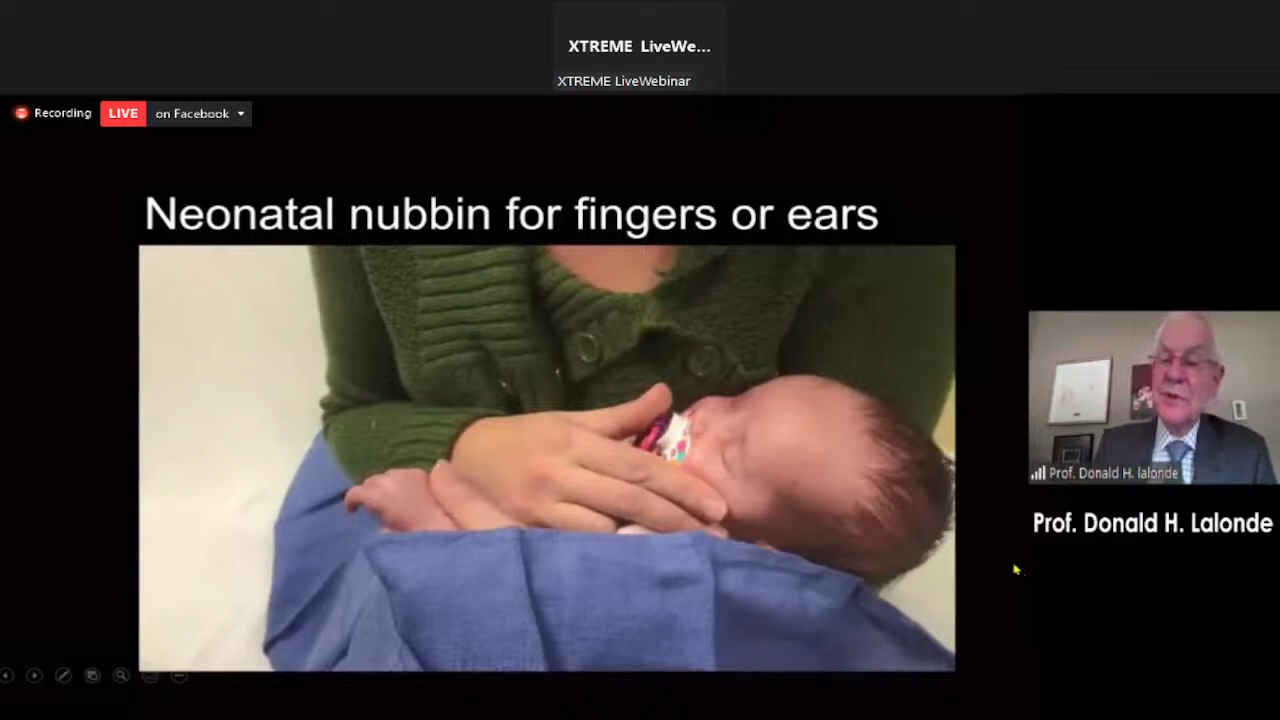 XTREME LiveWe...
XTREME LiveWebinar
Recording
LIVE on Facebook
Neonatal nubbin for fingers or ears
Prof. Donald H. lalonde
Prof. Donald H. Lalonde